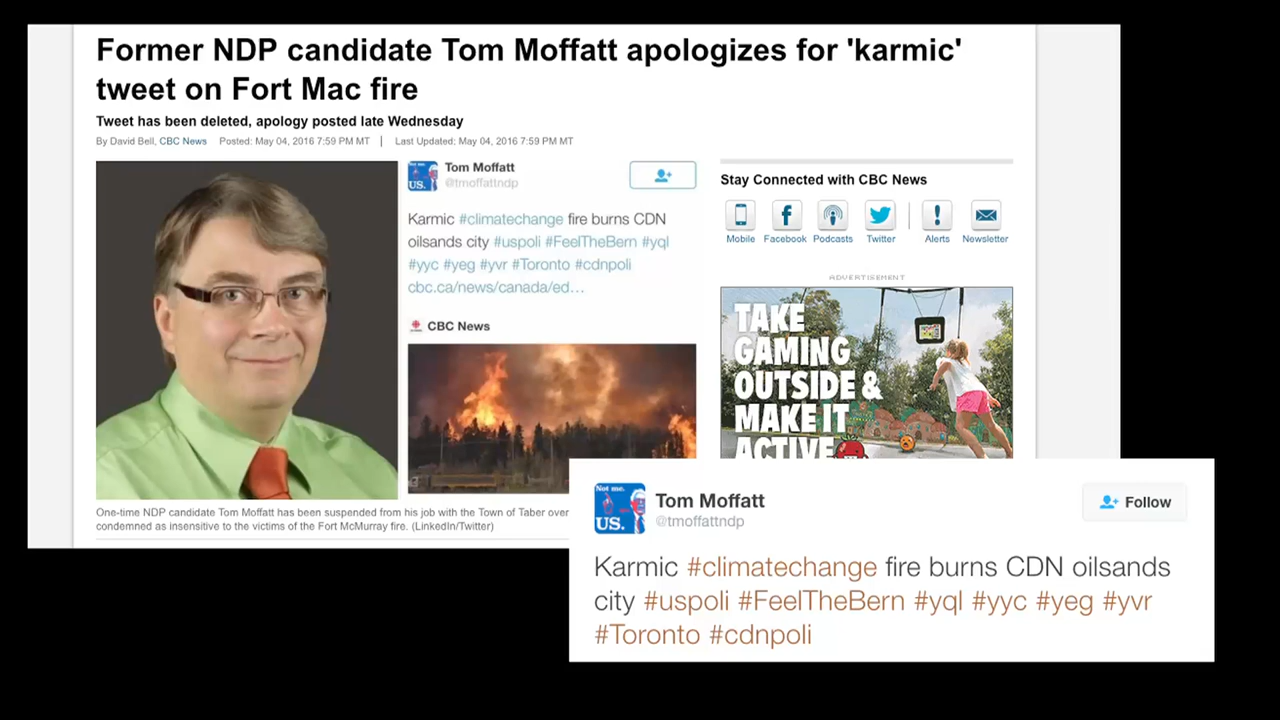 Former NDP candidate Tom Moffatt apologizes for 'karmic'
tweet on Fort Mac fire
Tweet has been deleted, apology posted late Wednesday
By David Bell, CBC News Posted: May 04, 2016 7:59 PM MT | Last Updated: May 04, 2016 7:59 PM MT
Not me.
US.
Tom Moffatt
@tmoffattndp
Karmic #climatechange fire burns CDN
oilsands city #uspoli #FeelTheBern #yql
#yyc #yeg #yvr #Toronto #cdnpoli
cbc.ca/news/canada/ed…
CBC News
One-time NDP candidate Tom Moffatt has been suspended from his job with the Town of Taber over
condemned as insensitive to the victims of the Fort McMurray fire. (LinkedIn/Twitter)
Stay Connected with CBC News
Mobile Facebook Podcasts Twitter Alerts Newsletter
ADVERTISEMENT
TAKE
GAMING
OUTSIDE &
MAKE IT
ACTIVE
Not me.
US.
Tom Moffatt
@tmoffattndp
Follow
Karmic #climatechange fire burns CDN oilsands
city #uspoli #FeelTheBern #yql #yyc #yeg #yvr
#Toronto #cdnpoli